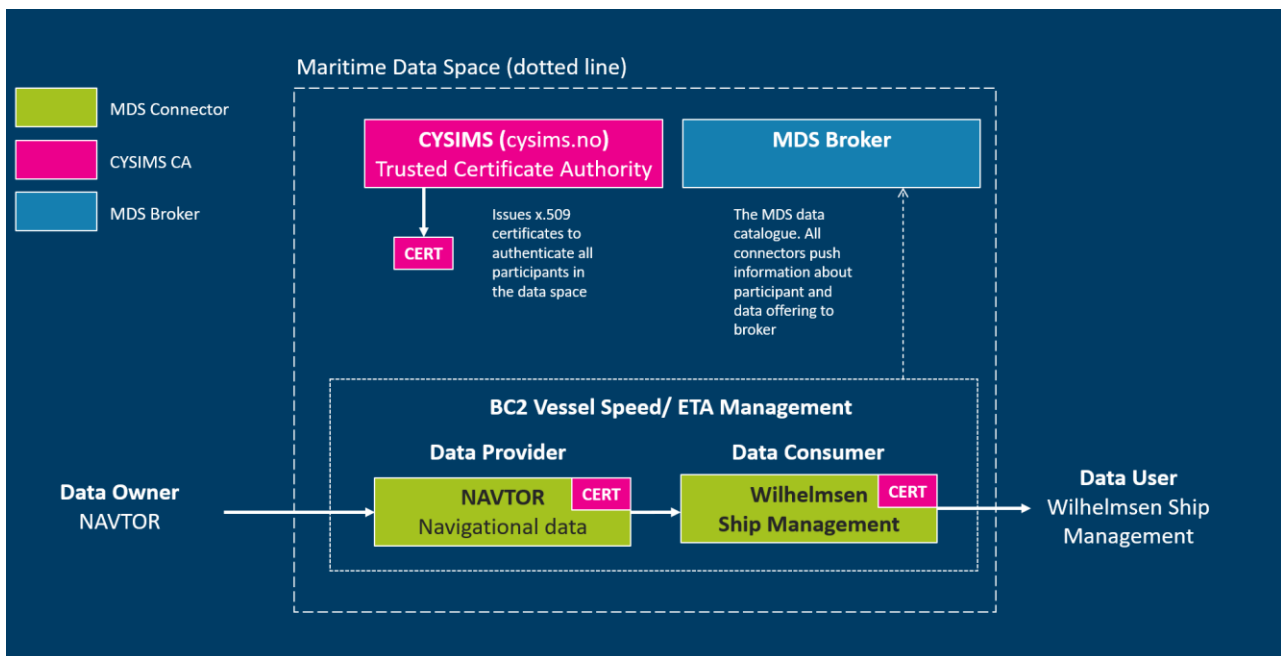 Maritime Data Space (dotted line)
MDS Connector
CYSIMS CA
MDS Broker
CYSIMS (cysims.no)
Trusted Certificate Authority
MDS Broker
CERT
Issues x.509
certificates to
authenticate all
participants in
the data space
The MDS data
catalogue. All
connectors push
information about
participant and
data offering to
broker
BC2 Vessel Speed/ ETA Management
Data Provider
Data Consumer
Data Owner
NAVTOR
NAVTOR
CERT
Navigational data
Wilhelmsen
CERT
Ship Management
Data User
Wilhelmsen Ship
Management